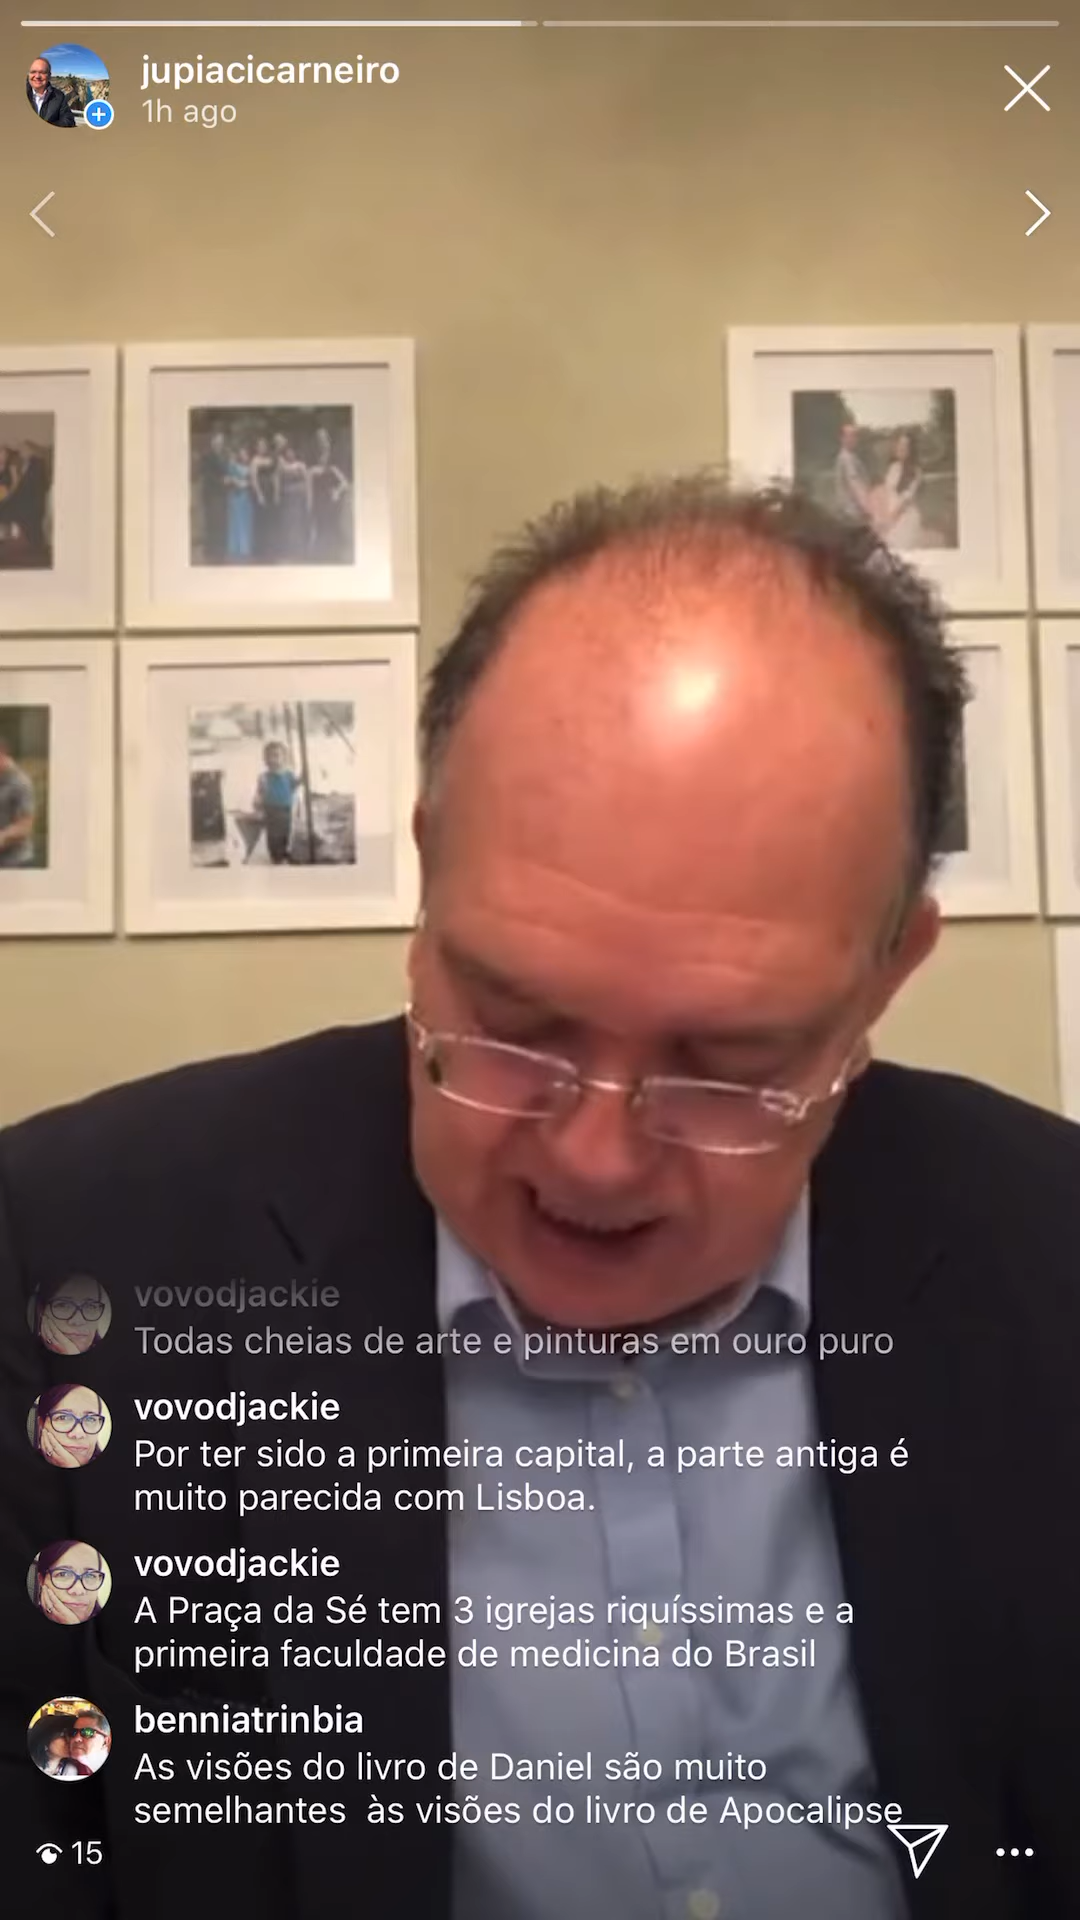 jupiacicarneiro
1h ago
vovodjackie
Todas cheias de arte e pinturas em ouro puro
vovodjackie
Por ter sido a primeira capital, a parte antiga é
muito parecida com Lisboa.
vovodjackie
A Praça da Sé tem 3 igrejas riquíssimas e a
primeira faculdade de medicina do Brasil
benniatrinbia
As visões do livro de Daniel são muito
semelhantes  às visões do livro de Apocalipse
15